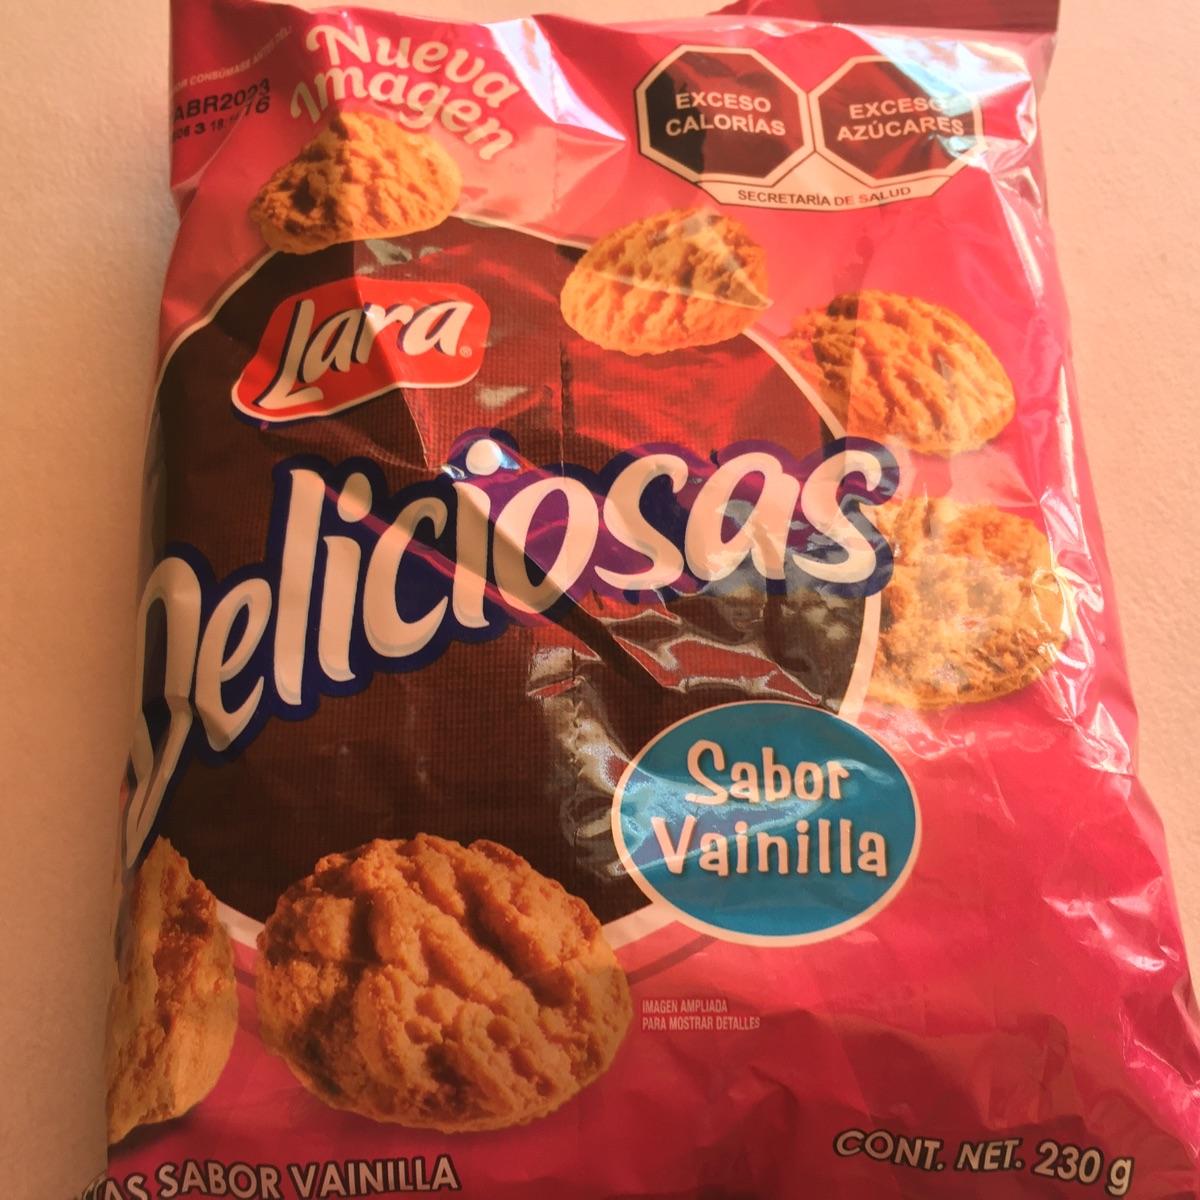 CONSÚMASE
ABR2023
Nueva
Imagen
EXCESO
CALORÍAS
EXCESO
AZÚCARES
SECRETARÍA DE SALUD
Lara®
Deliciosas
Sabor
Vainilla
IMAGEN AMPLIADA
PARA MOSTRAR DETALLES
SABOR VAINILLA
CONT. NET. 230 g